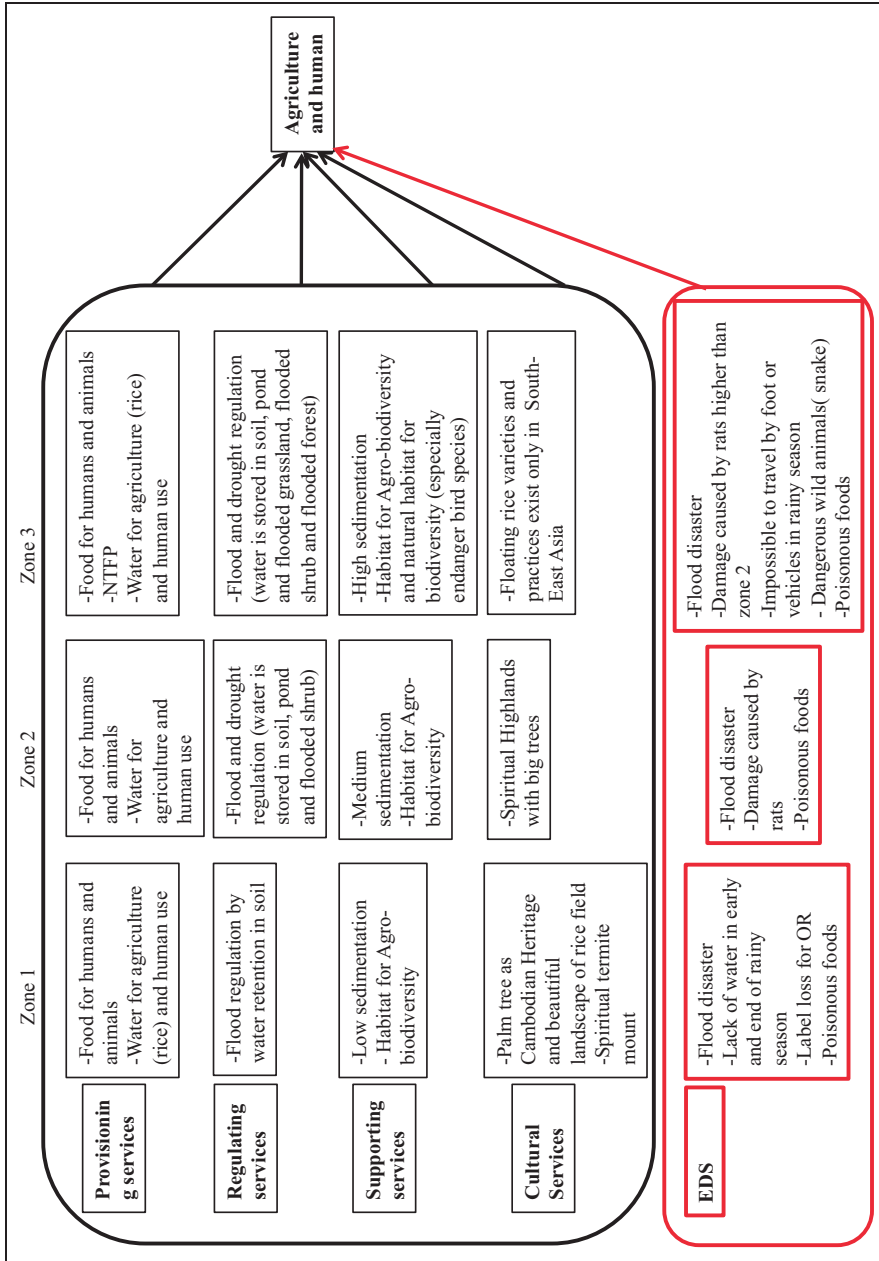 Zone 1
Zone 2
Zone 3
Provisionin
g services
-Food for humans and
animals
-Water for agriculture
(rice) and human use
-Food for humans
and animals
-Water for
agriculture and
human use
-Food for humans and animals
-NTFP
-Water for agriculture (rice)
and human use
Regulating
services
-Flood regulation by
water retention in soil
-Flood and drought
regulation (water is
stored in soil, pond
and flooded shrub)
-Flood and drought regulation
(water is stored in soil, pond
and flooded grassland, flooded
shrub and flooded forest)
Supporting
services
-Low sedimentation
- Habitat for Agro-
biodiversity
-Medium
sedimentation
-Habitat for Agro-
biodiversity
-High sedimentation
-Habitat for Agro-biodiversity
and natural habitat for
biodiversity (especially
endanger bird species)
Cultural
Services
-Palm tree as
Cambodian Heritage
and beautiful
landscape of rice field
-Spiritual termite
mount
-Spiritual Highlands
with big trees
-Floating rice varieties and
practices exist only in South-
East Asia
Agriculture
and human
EDS
-Flood disaster
-Lack of water in early
and end of rainy
season
-Label loss for OR
-Poisonous foods
-Flood disaster
-Damage caused by
rats
-Poisonous foods
-Flood disaster
-Damage caused by rats higher than
zone 2
-Impossible to travel by foot or
vehicles in rainy season
- Dangerous wild animals( snake)
-Poisonous foods